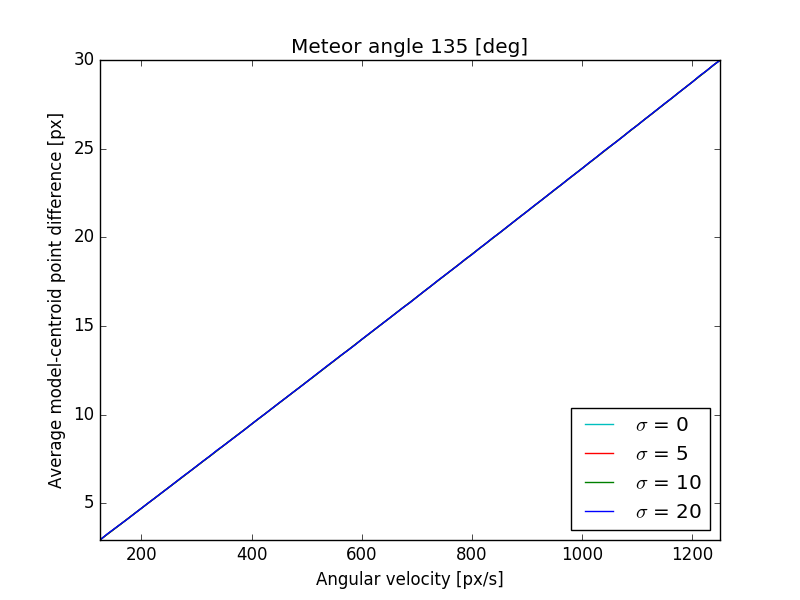 Meteor angle 135 [deg]
Average model-centroid point difference [px]
30
25
20
15
10
5
200 400 600 800 1000 1200
Angular velocity [px/s]
σ = 0
σ = 5
σ = 10
σ = 20